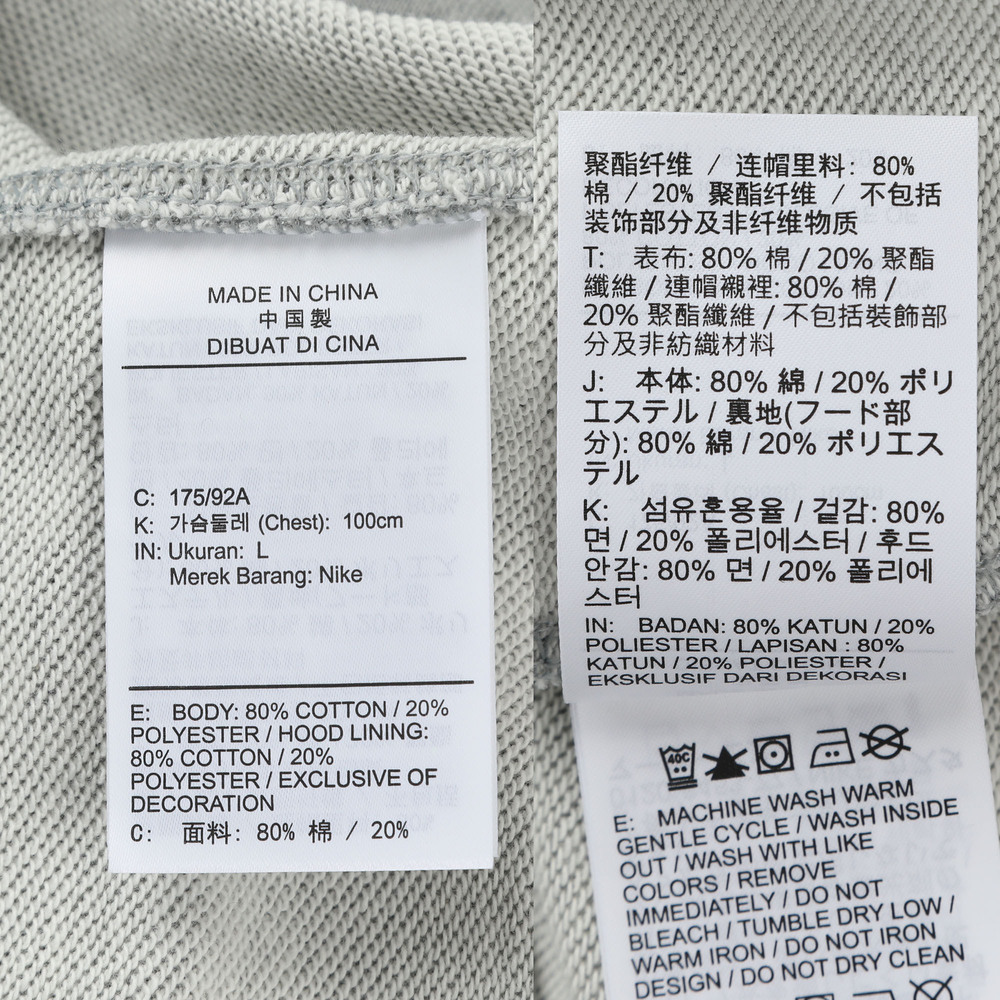 MADE IN CHINA
中国製
DIBUAT DI CINA
C: 175/92A
K: 가슴둘레 (Chest): 100cm
IN: Ukuran: L
Merek Barang: Nike
E: BODY: 80% COTTON / 20%
POLYESTER / HOOD LINING:
80% COTTON / 20%
POLYESTER / EXCLUSIVE OF
DECORATION
C: 面料: 80% 棉 / 20%
聚酯纤维 / 连帽里料: 80%
棉 / 20% 聚酯纤维 / 不包括
装饰部分及非纤维物质
T: 表布: 80% 棉 / 20% 聚酯
纖維 / 連帽襯裡: 80% 棉 /
20% 聚酯纖維 / 不包括裝飾部
分及非紡織材料
J: 本体: 80% 綿 / 20% ポリ
エステル / 裏地(フード部
分): 80% 綿 / 20% ポリエス
テル
K: 섬유혼용율 / 겉감: 80%
면 / 20% 폴리에스터 / 후드
안감: 80% 면 / 20% 폴리에
스터
IN: BADAN: 80% KATUN / 20%
POLIESTER / LAPISAN : 80%
KATUN / 20% POLIESTER /
EKSKLUSIF DARI DEKORASI
40C
E: MACHINE WASH WARM
GENTLE CYCLE / WASH INSIDE
OUT / WASH WITH LIKE
COLORS / REMOVE
IMMEDIATELY / DO NOT
BLEACH / TUMBLE DRY LOW /
WARM IRON / DO NOT IRON
DESIGN / DO NOT DRY CLEAN